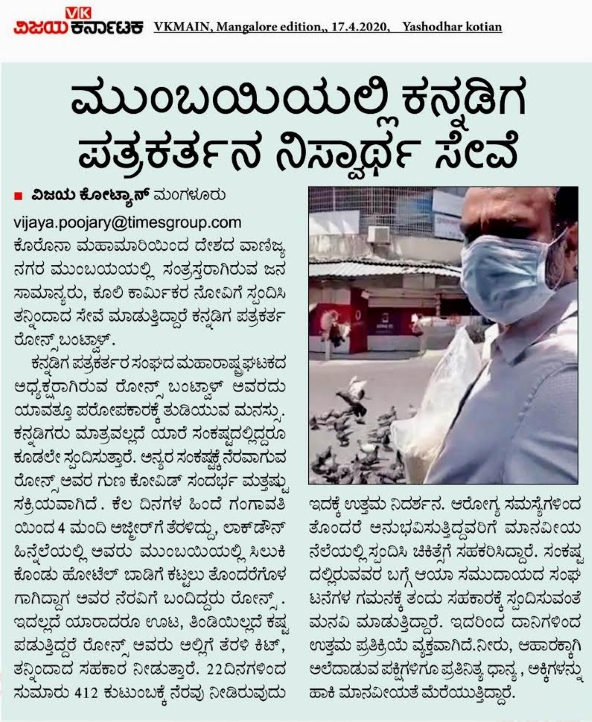 VK
ವಿಜಯ ಕರ್ನಾಟಕ VKMAIN, Mangalore edition,, 17.4.2020, Yashodhar kotian
ಮುಂಬಯಿಯಲ್ಲಿ ಕನ್ನಡಿಗ
ಪತ್ರಕರ್ತನ ನಿಸ್ವಾರ್ಥ ಸೇವೆ
■ ವಿಜಯ ಕೋಟ್ಯಾನ್ ಮಂಗಳೂರು
vijaya.poojary@timesgroup.com
ಕೊರೊನಾ ಮಹಾಮಾರಿಯಿಂದ ದೇಶದ ವಾಣಿಜ್ಯ
ನಗರ ಮುಂಬಯಯಲ್ಲಿ ಸಂತ್ರಸ್ತರಾಗಿರುವ ಜನ
ಸಾಮಾನ್ಯರು, ಕೂಲಿ ಕಾರ್ಮಿಕರ ನೋವಿಗೆ ಸ್ಪಂದಿಸಿ
ತನ್ನಿಂದಾದ ಸೇವೆ ಮಾಡುತ್ತಿದ್ದಾರೆ ಕನ್ನಡಿಗ ಪತ್ರಕರ್ತ
ರೋನ್ಸ್ ಬಂಟ್ವಾಳ್.
ಕನ್ನಡಿಗ ಪತ್ರಕರ್ತರ ಸಂಘದ ಮಹಾರಾಷ್ಟ್ರ ಘಟಕದ
ಅಧ್ಯಕ್ಷರಾಗಿರುವ ರೋನ್ಸ್ ಬಂಟ್ವಾಳ್ ಅವರದು
ಯಾವತ್ತೂ ಪರೋಪಕಾರಕ್ಕೆ ತುಡಿಯುವ ಮನಸ್ಸು.
ಕನ್ನಡಿಗರು ಮಾತ್ರವಲ್ಲದೆ ಯಾರೆ ಸಂಕಷ್ಟದಲ್ಲಿದ್ದರೂ
ಕೂಡಲೇ ಸ್ಪಂದಿಸುತ್ತಾರೆ. ಅನ್ಯರ ಸಂಕಷ್ಟಕ್ಕೆ ನೆರವಾಗುವ
ರೋನ್ಸ್ ಅವರ ಗುಣ ಕೋವಿಡ್ ಸಂದರ್ಭ ಮತ್ತಷ್ಟು
ಸಕ್ರಿಯವಾಗಿದೆ. ಕೆಲ ದಿನಗಳ ಹಿಂದೆ ಗಂಗಾವತಿ
ಯಿಂದ 4 ಮಂದಿ ಅಜ್ಮೀರ್‌ಗೆ ತೆರಳಿದ್ದು, ಲಾಕ್‌ಡೌನ್
ಹಿನ್ನೆಲೆಯಲ್ಲಿ ಅವರು ಮುಂಬಯಿಯಲ್ಲಿ ಸಿಲುಕಿ
ಕೊಂಡು ಹೋಟೆಲ್ ಬಾಡಿಗೆ ಕಟ್ಟಲು ತೊಂದರೆಗೊಳ
ಗಾಗಿದ್ದಾಗ ಅವರ ನೆರವಿಗೆ ಬಂದಿದ್ದರು ರೋನ್ಸ್.
ಇದಲ್ಲದೆ ಯಾರಾದರೂ ಊಟ, ತಿಂಡಿಯಿಲ್ಲದೆ ಕಷ್ಟ
ಪಡುತ್ತಿದ್ದರೆ ರೋನ್ಸ್ ಅವರು ಅಲ್ಲಿಗೆ ತೆರಳಿ ಕಿಟ್,
ತನ್ನಿಂದಾದ ಸಹಕಾರ ನೀಡುತ್ತಾರೆ. 22ದಿನಗಳಿಂದ
ಸುಮಾರು 412 ಕುಟುಂಬಕ್ಕೆ ನೆರವು ನೀಡಿರುವುದು
ಇದಕ್ಕೆ ಉತ್ತಮ ನಿದರ್ಶನ. ಆರೋಗ್ಯ ಸಮಸ್ಯೆಗಳಿಂದ
ತೊಂದರೆ ಅನುಭವಿಸುತ್ತಿದ್ದವರಿಗೆ ಮಾನವೀಯ
ನೆಲೆಯಲ್ಲಿ ಸ್ಪಂದಿಸಿ ಚಿಕಿತ್ಸೆಗೆ ಸಹಕರಿಸಿದ್ದಾರೆ. ಸಂಕಷ್ಟ
ದಲ್ಲಿರುವವರ ಬಗ್ಗೆ ಆಯಾ ಸಮುದಾಯದ ಸಂಘ
ಟನೆಗಳ ಗಮನಕ್ಕೆ ತಂದು ಸಹಕಾರಕ್ಕೆ ಸ್ಪಂದಿಸುವಂತೆ
ಮನವಿ ಮಾಡುತ್ತಿದ್ದಾರೆ. ಇದರಿಂದ ದಾನಿಗಳಿಂದ
ಉತ್ತಮ ಪ್ರತಿಕ್ರಿಯೆ ವ್ಯಕ್ತವಾಗಿದೆ.ನೀರು, ಆಹಾರಕ್ಕಾಗಿ
ಅಲೆದಾಡುವ ಪಕ್ಷಿಗಳಿಗೂ ಪ್ರತಿನಿತ್ಯ ಧಾನ್ಯ, ಅಕ್ಕಿಗಳನ್ನು
ಹಾಕಿ ಮಾನವೀಯತೆ ಮೆರೆಯುತ್ತಿದ್ದಾರೆ.